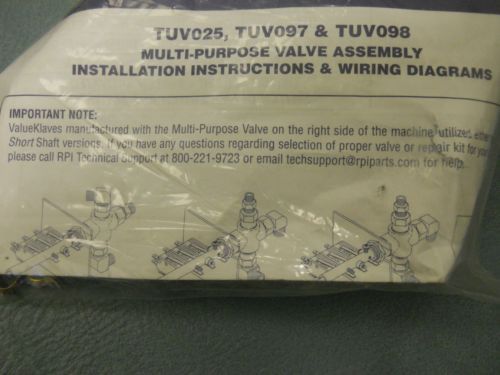 TUV025, TUV097 & TUV098
MULTI-PURPOSE VALVE ASSEMBLY
INSTALLATION INSTRUCTIONS & WIRING DIAGRAMS
IMPORTANT NOTE:
ValueKlaves manufactured with the Multi-Purpose Valve on the right side of the machine utilized
Short Shaft versions. If you have any questions regarding selection of proper valve or repair kit for your
please call RPI Technical Support at 800-221-9723 or email techsupport@rpiparts.com for help.